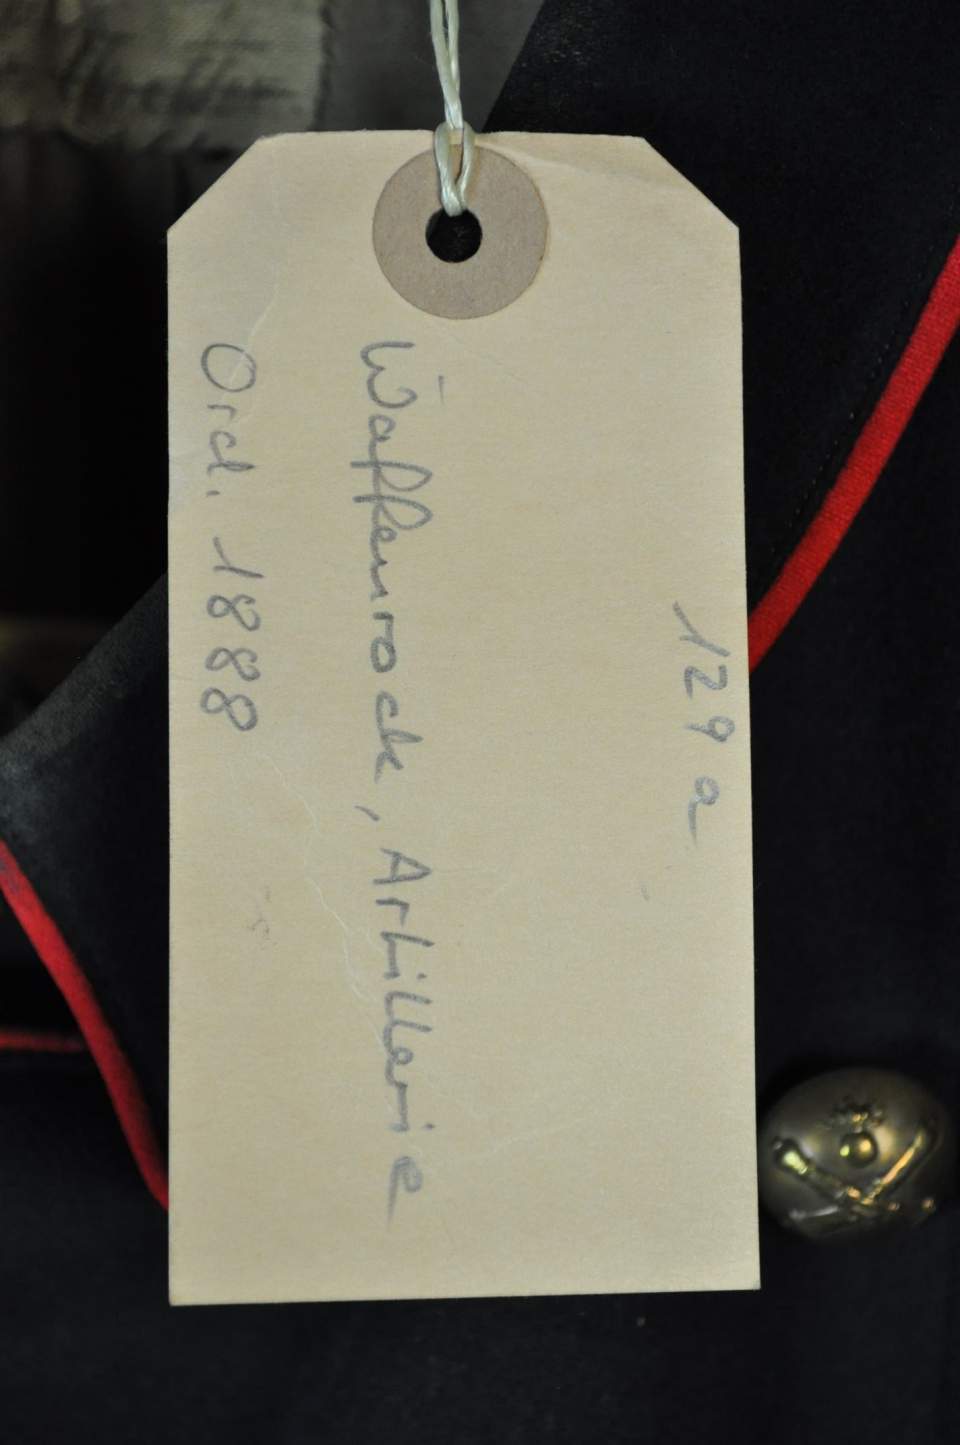 129 a
Waffenrock, Artillerie
Ord. 1888